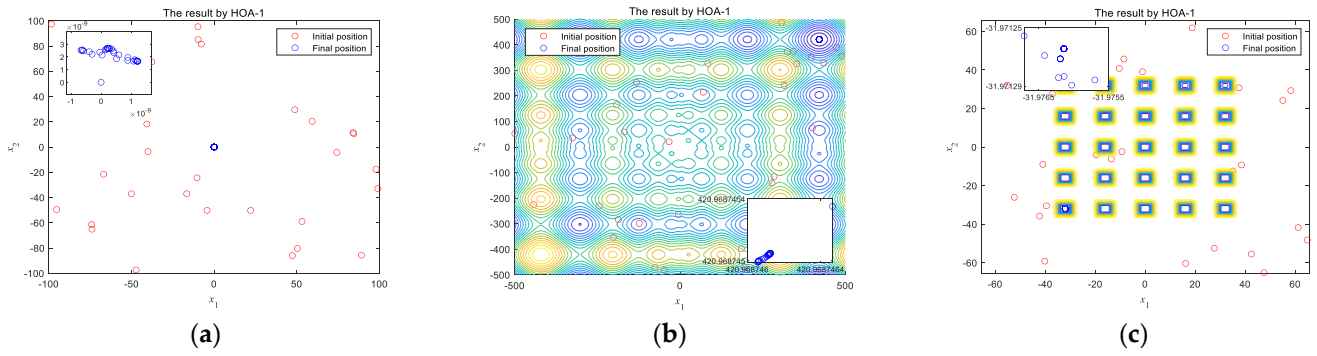 The result by HOA-1
Initial position
Final position
×10⁻⁹
3
2
1
0
-1 0 1
×10⁻⁹
100
80
60
40
20
0
-20
-40
-60
-80
-100
-100 -50 0 50 100
x₂
x₁
(a)
The result by HOA-1
Initial position
Final position
500
400
300
200
100
0
-100
-200
-300
-400
-500
420.9687454
420.968745
420.968746 420.9687464
-500 0 500
x₂
x₁
(b)
The result by HOA-1
Initial position
Final position
-31.97125
-31.97129
-31.9765 -31.9755
80
60
40
20
0
-20
-40
-60
-60 -40 -20 0 20 40 60
x₂
x₁
(c)